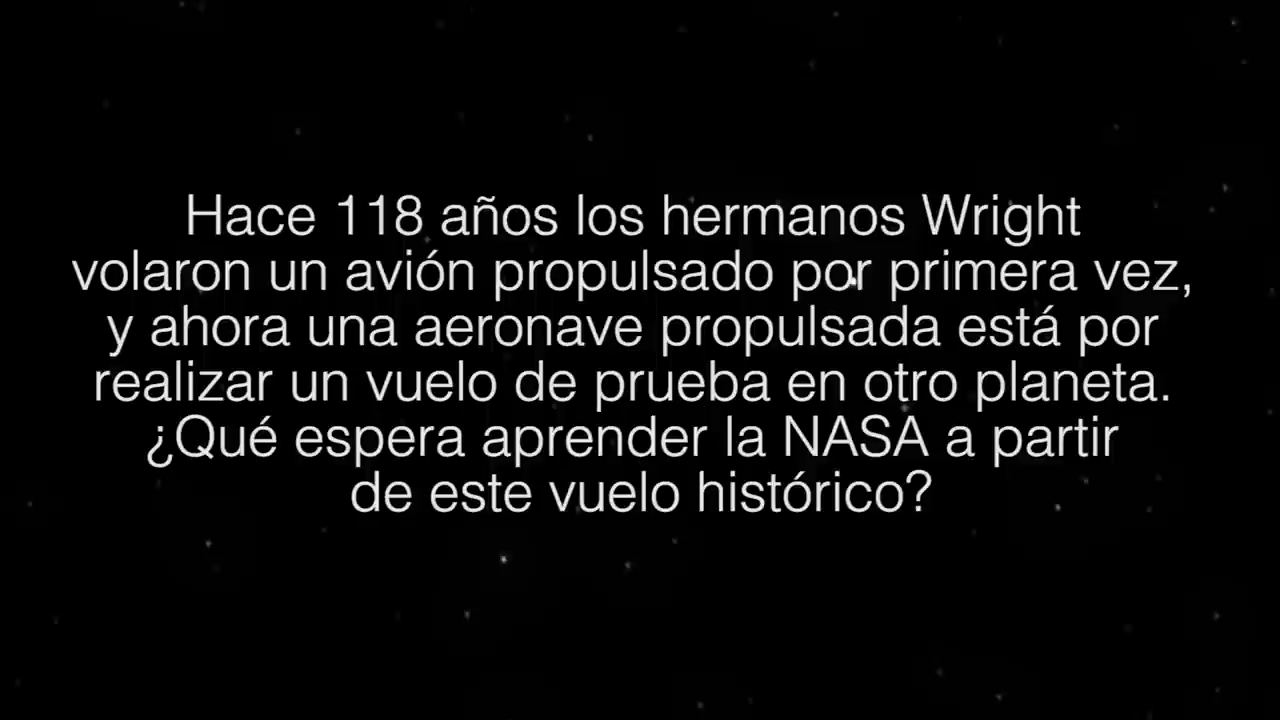 Hace 118 años los hermanos Wright
volaron un avión propulsado por primera vez,
y ahora una aeronave propulsada está por
realizar un vuelo de prueba en otro planeta.
¿Qué espera aprender la NASA a partir
de este vuelo histórico?